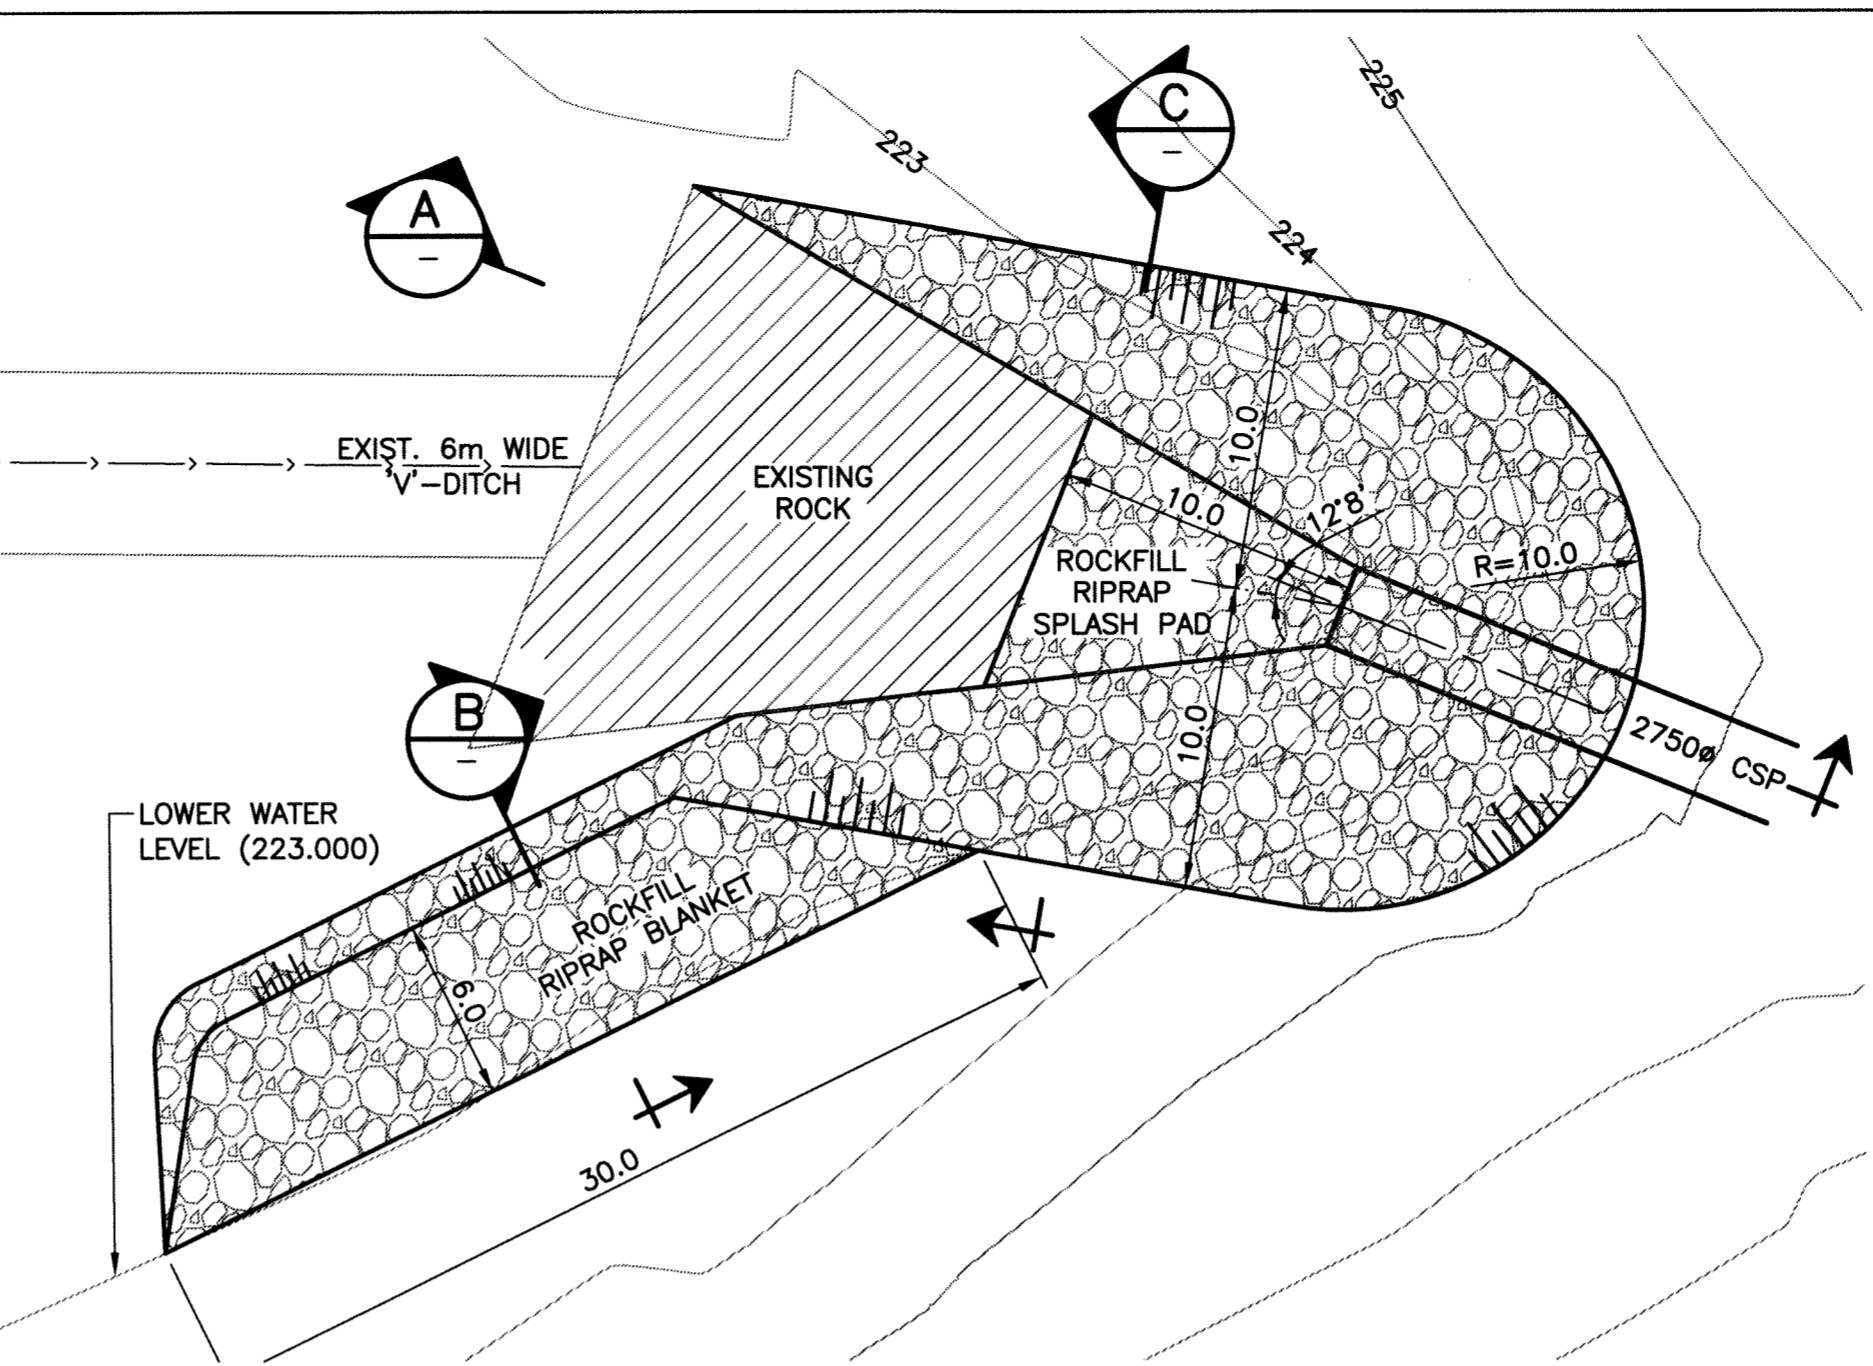 225
C
-
223
A
-
224
10.0
EXIST. 6m WIDE
'V'-DITCH
EXISTING
ROCK
10.0
12°8'
R=10.0
ROCKFILL
RIPRAP
SPLASH PAD
B
-
10.0
2750ø CSP
LOWER WATER
LEVEL (223.000)
ROCKFILL
RIPRAP BLANKET
6.0
30.0